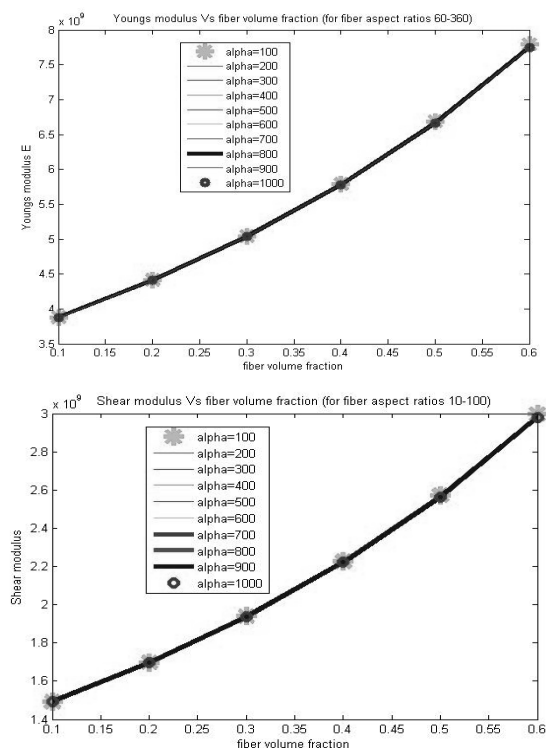 Youngs modulus Vs fiber volume fraction (for fiber aspect ratios 60-360)
x 10^9
8
7.5
7
6.5
6
5.5
5
4.5
4
3.5
Youngs modulus E
alpha=100
alpha=200
alpha=300
alpha=400
alpha=500
alpha=600
alpha=700
alpha=800
alpha=900
alpha=1000
0.1 0.15 0.2 0.25 0.3 0.35 0.4 0.45 0.5 0.55 0.6
fiber volume fraction
Shear modulus Vs fiber volume fraction (for fiber aspect ratios 10-100)
x 10^9
3
2.8
2.6
2.4
2.2
2
1.8
1.6
1.4
Shear modulus
alpha=100
alpha=200
alpha=300
alpha=400
alpha=500
alpha=600
alpha=700
alpha=800
alpha=900
alpha=1000
0.1 0.15 0.2 0.25 0.3 0.35 0.4 0.45 0.5 0.55 0.6
fiber volume fraction